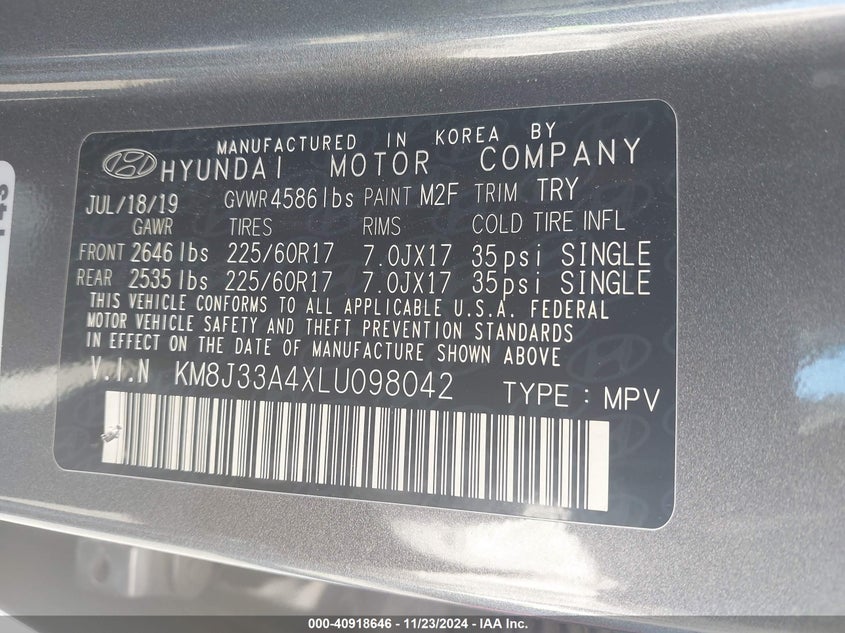 MANUFACTURED IN KOREA BY
HYUNDAI MOTOR COMPANY
JUL/18/19 GVWR 4586 lbs PAINT M2F TRIM TRY
GAWR TIRES RIMS COLD TIRE INFL
FRONT 2646 lbs 225/60R17 7.0JX17 35psi SINGLE
REAR 2535 lbs 225/60R17 7.0JX17 35psi SINGLE
THIS VEHICLE CONFORMS TO ALL APPLICABLE U.S.A. FEDERAL
MOTOR VEHICLE SAFETY AND THEFT PREVENTION STANDARDS
IN EFFECT ON THE DATE OF MANUFACTURE SHOWN ABOVE
V.I.N KM8J33A4XLU098042 TYPE : MPV
000-40918646 - 11/23/2024 - IAA Inc.